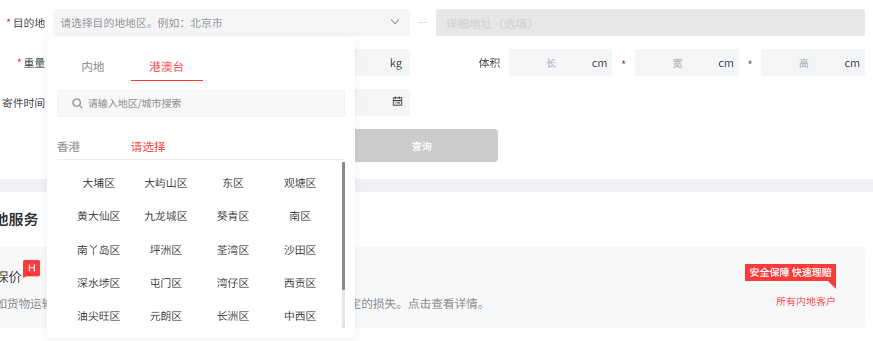 * 目的地 请选择目的地地区。例如：北京市 — 详细地址（选填）
内地 港澳台
* 重量 kg 体积 长 cm * 宽 cm * 高 cm
请输入地区/城市搜索
寄件时间
香港 请选择
查询
大埔区 大屿山区 东区 观塘区
黄大仙区 九龙城区 葵青区 南区
南丫岛区 坪洲区 荃湾区 沙田区
深水埗区 屯门区 湾仔区 西贡区
油尖旺区 元朗区 长洲区 中西区
地服务
保价 H
安全保障 快速理赔
如货物运输 定的损失。点击查看详情。
所有内地客户